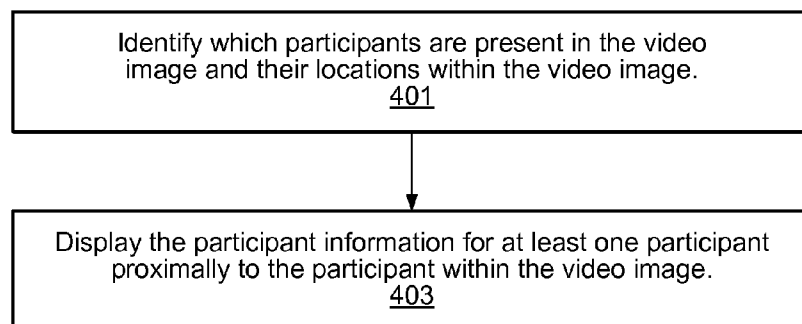 Identify which participants are present in the video
image and their locations within the video image.
401
Display the participant information for at least one participant
proximally to the participant within the video image.
403